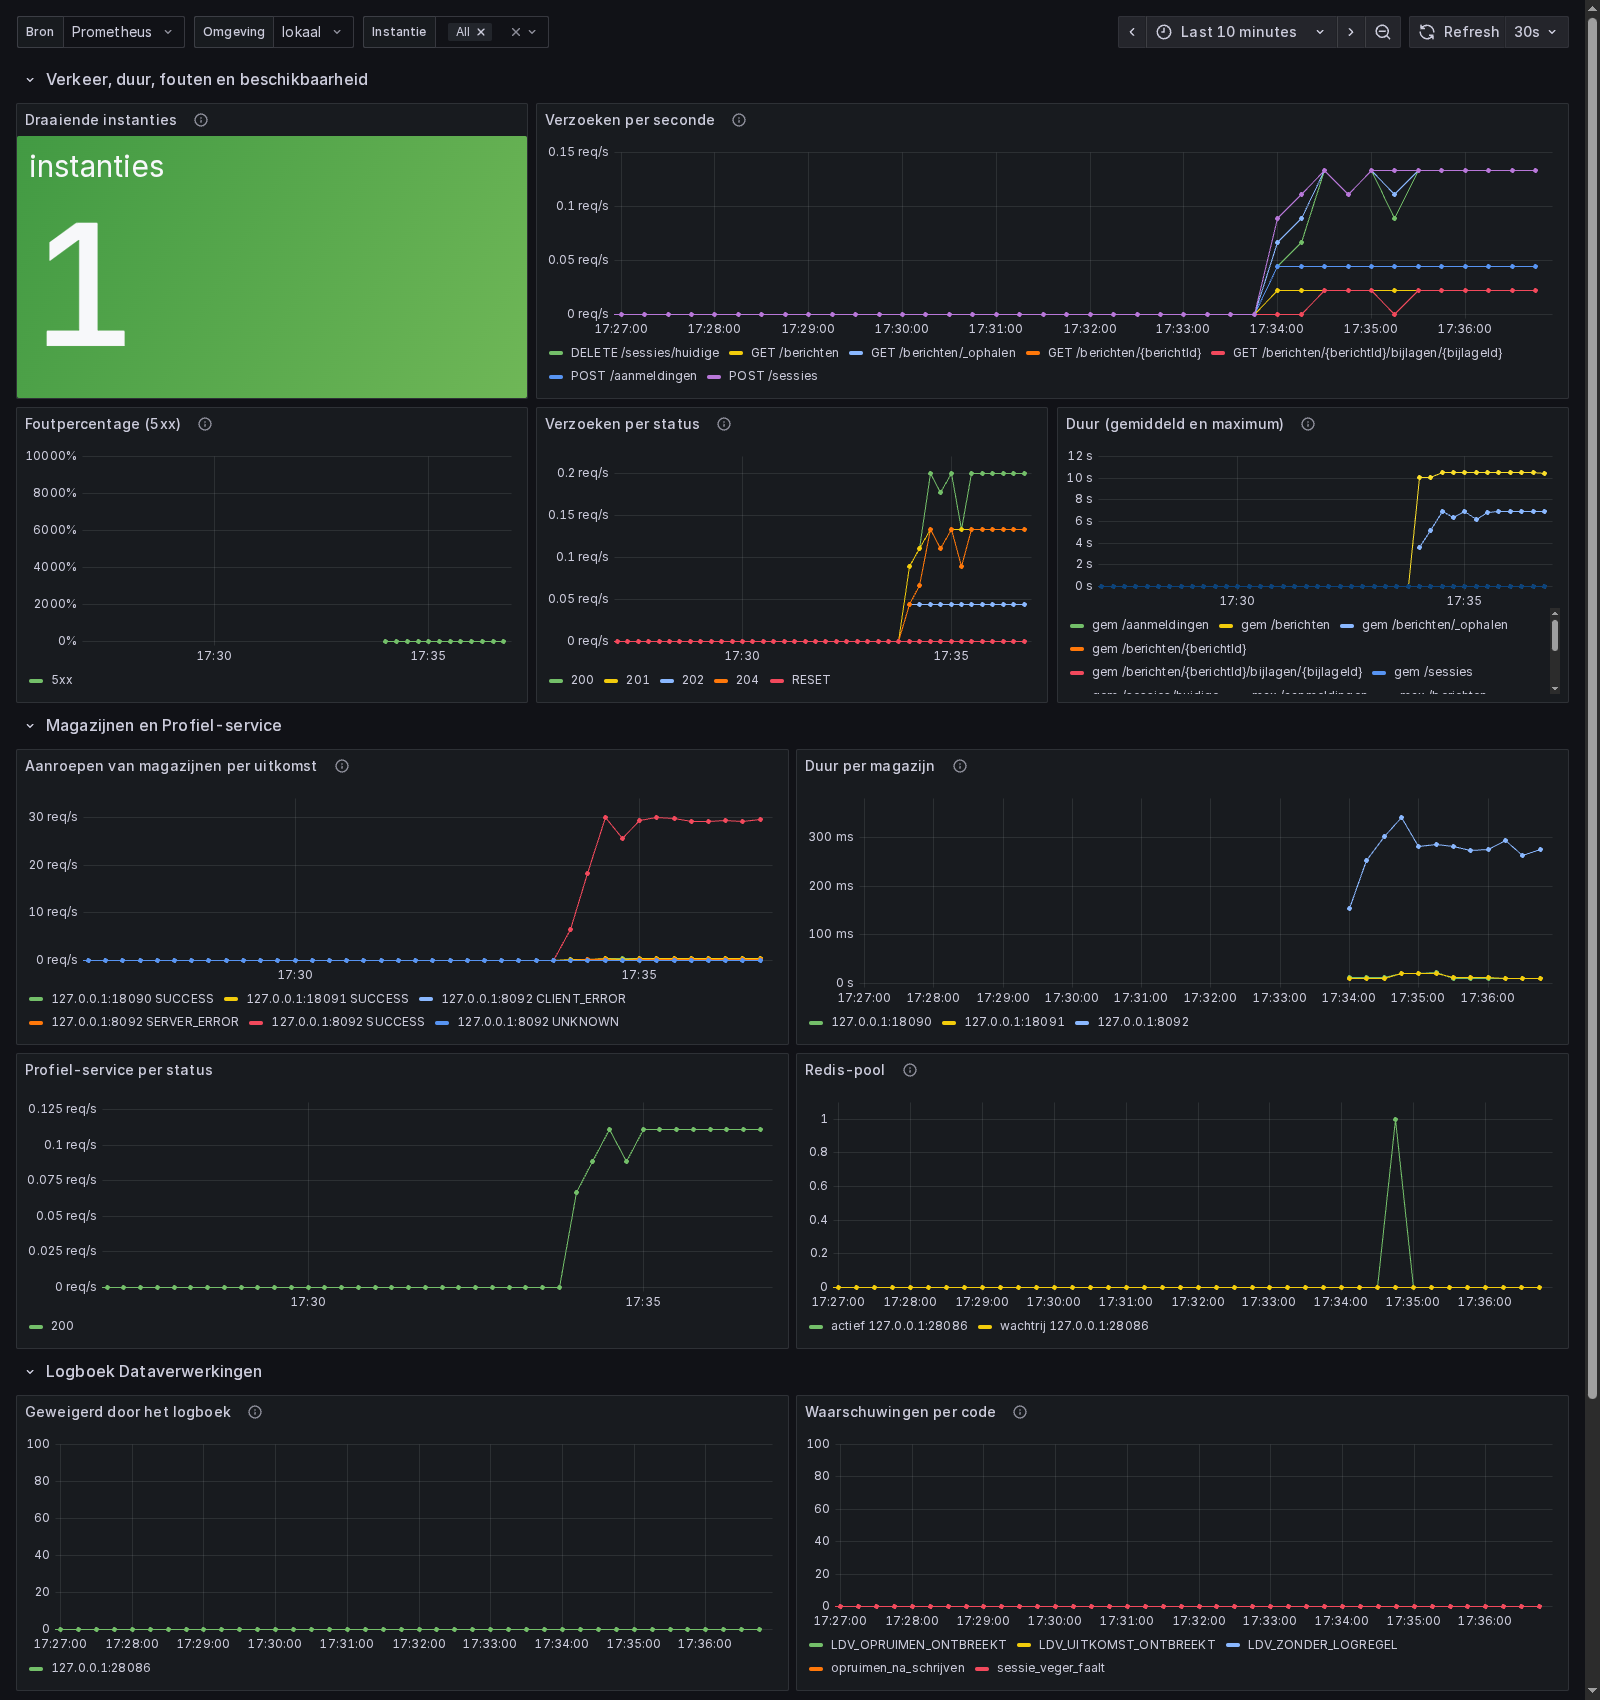 Bron Prometheus Omgeving lokaal Instantie All Last 10 minutes Refresh 30s
Verkeer, duur, fouten en beschikbaarheid
Draaiende instanties
instanties
1
Verzoeken per seconde
0.15 req/s
0.1 req/s
0.05 req/s
0 req/s
17:27:00 17:28:00 17:29:00 17:30:00 17:31:00 17:32:00 17:33:00 17:34:00 17:35:00 17:36:00
DELETE /sessies/huidige GET /berichten GET /berichten/_ophalen GET /berichten/{berichtId} GET /berichten/{berichtId}/bijlagen/{bijlageId}
POST /aanmeldingen POST /sessies
Foutpercentage (5xx)
10000%
8000%
6000%
4000%
2000%
0%
17:30 17:35
5xx
Verzoeken per status
0.2 req/s
0.15 req/s
0.1 req/s
0.05 req/s
0 req/s
17:30 17:35
200 201 202 204 RESET
Duur (gemiddeld en maximum)
12 s
10 s
8 s
6 s
4 s
2 s
0 s
17:30 17:35
gem /aanmeldingen gem /berichten gem /berichten/_ophalen
gem /berichten/{berichtId}
gem /berichten/{berichtId}/bijlagen/{bijlageId} gem /sessies
Magazijnen en Profiel-service
Aanroepen van magazijnen per uitkomst
30 req/s
20 req/s
10 req/s
0 req/s
17:30 17:35
127.0.0.1:18090 SUCCESS 127.0.0.1:18091 SUCCESS 127.0.0.1:8092 CLIENT_ERROR
127.0.0.1:8092 SERVER_ERROR 127.0.0.1:8092 SUCCESS 127.0.0.1:8092 UNKNOWN
Duur per magazijn
300 ms
200 ms
100 ms
0 s
17:27:00 17:28:00 17:29:00 17:30:00 17:31:00 17:32:00 17:33:00 17:34:00 17:35:00 17:36:00
127.0.0.1:18090 127.0.0.1:18091 127.0.0.1:8092
Profiel-service per status
0.125 req/s
0.1 req/s
0.075 req/s
0.05 req/s
0.025 req/s
0 req/s
17:30 17:35
200
Redis-pool
1
0.8
0.6
0.4
0.2
0
17:27:00 17:28:00 17:29:00 17:30:00 17:31:00 17:32:00 17:33:00 17:34:00 17:35:00 17:36:00
actief 127.0.0.1:28086 wachtrij 127.0.0.1:28086
Logboek Dataverwerkingen
Geweigerd door het logboek
100
80
60
40
20
0
17:27:00 17:28:00 17:29:00 17:30:00 17:31:00 17:32:00 17:33:00 17:34:00 17:35:00 17:36:00
127.0.0.1:28086
Waarschuwingen per code
100
80
60
40
20
0
17:27:00 17:28:00 17:29:00 17:30:00 17:31:00 17:32:00 17:33:00 17:34:00 17:35:00 17:36:00
LDV_OPRUIMEN_ONTBREEKT LDV_UITKOMST_ONTBREEKT LDV_ZONDER_LOGREGEL
opruimen_na_schrijven sessie_veger_faalt